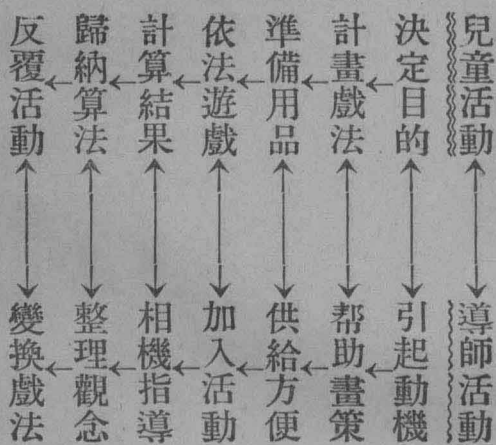 兒童活動
導師活動
決定目的
引起動機
計畫戲法
帮助畫策
準備用品
供給方便
依法遊戲
加入活動
計算結果
相機指導
歸納算法
整理觀念
反覆活動
變換戲法